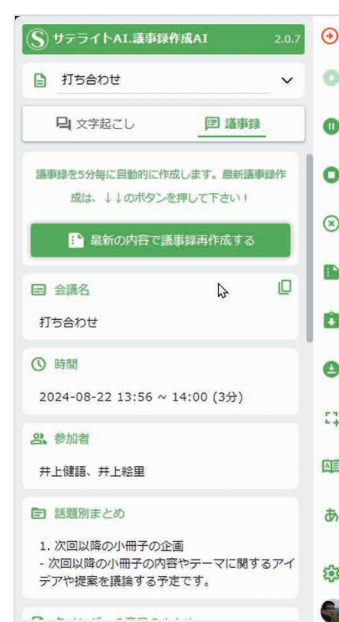 S サテライトAI.議事録作成AI 2.0.7
打ち合わせ
文字起こし 議事録
議事録を5分毎に自動的に作成します。最新議事録作
成は、↓↓のボタンを押して下さい！
最新の内容で議事録再作成する
会議名
打ち合わせ
時間
2024-08-22 13:56 ~ 14:00 (3分)
参加者
井上健語、井上絵里
話題別まとめ
1. 次回以降の小冊子の企画
- 次回以降の小冊子の内容やテーマに関するアイ
デアや提案を議論する予定です。
あ